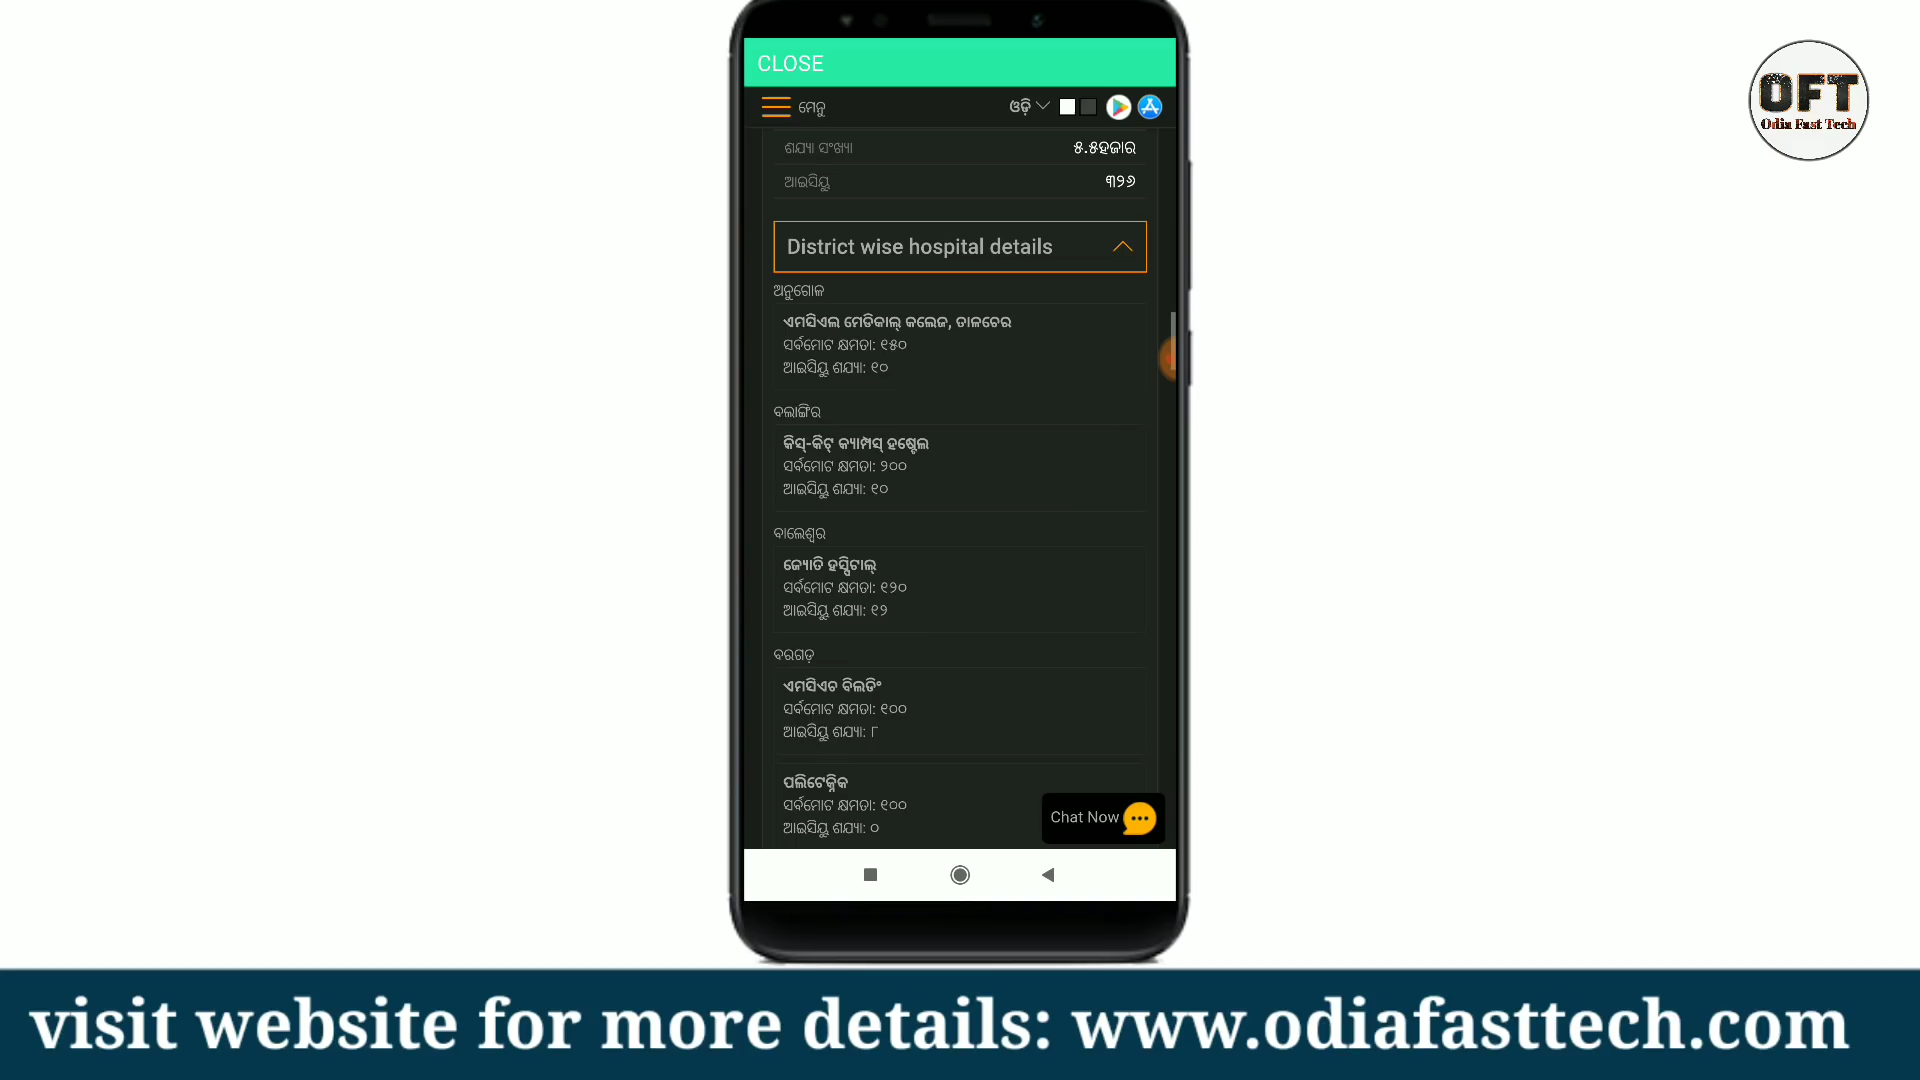 CLOSE
ମେନୁ
ଓଡ଼ି
ଶଯ୍ୟା ସଂଖ୍ୟା ୫.୫ହଜାର
ଆଇସିୟୁ ୩୨୬
District wise hospital details
ଅନୁଗୋଳ
ଏମସିଏଲ ମେଡିକାଲ୍ କଲେଜ, ତାଳଚେର
ସର୍ବମୋଟ କ୍ଷମତା: ୧୫୦
ଆଇସିୟୁ ଶଯ୍ୟା: ୧୦
ବଲାଙ୍ଗିର
କିସ୍-କିଟ୍ କ୍ୟାମ୍ପସ୍ ହଷ୍ଟେଲ
ସର୍ବମୋଟ କ୍ଷମତା: ୨୦୦
ଆଇସିୟୁ ଶଯ୍ୟା: ୧୦
ବାଲେଶ୍ୱର
ଜ୍ୟୋତି ହସ୍ପିଟାଲ୍
ସର୍ବମୋଟ କ୍ଷମତା: ୧୨୦
ଆଇସିୟୁ ଶଯ୍ୟା: ୧୨
ବରଗଡ଼
ଏମସିଏଚ ବିଲଡିଂ
ସର୍ବମୋଟ କ୍ଷମତା: ୧୦୦
ଆଇସିୟୁ ଶଯ୍ୟା: ୮
ପଲିଟେକ୍ନିକ
ସର୍ବମୋଟ କ୍ଷମତା: ୧୦୦
ଆଇସିୟୁ ଶଯ୍ୟା: ୦
Chat Now
OFT
Odia Fast Tech
visit website for more details: www.odiafasttech.com